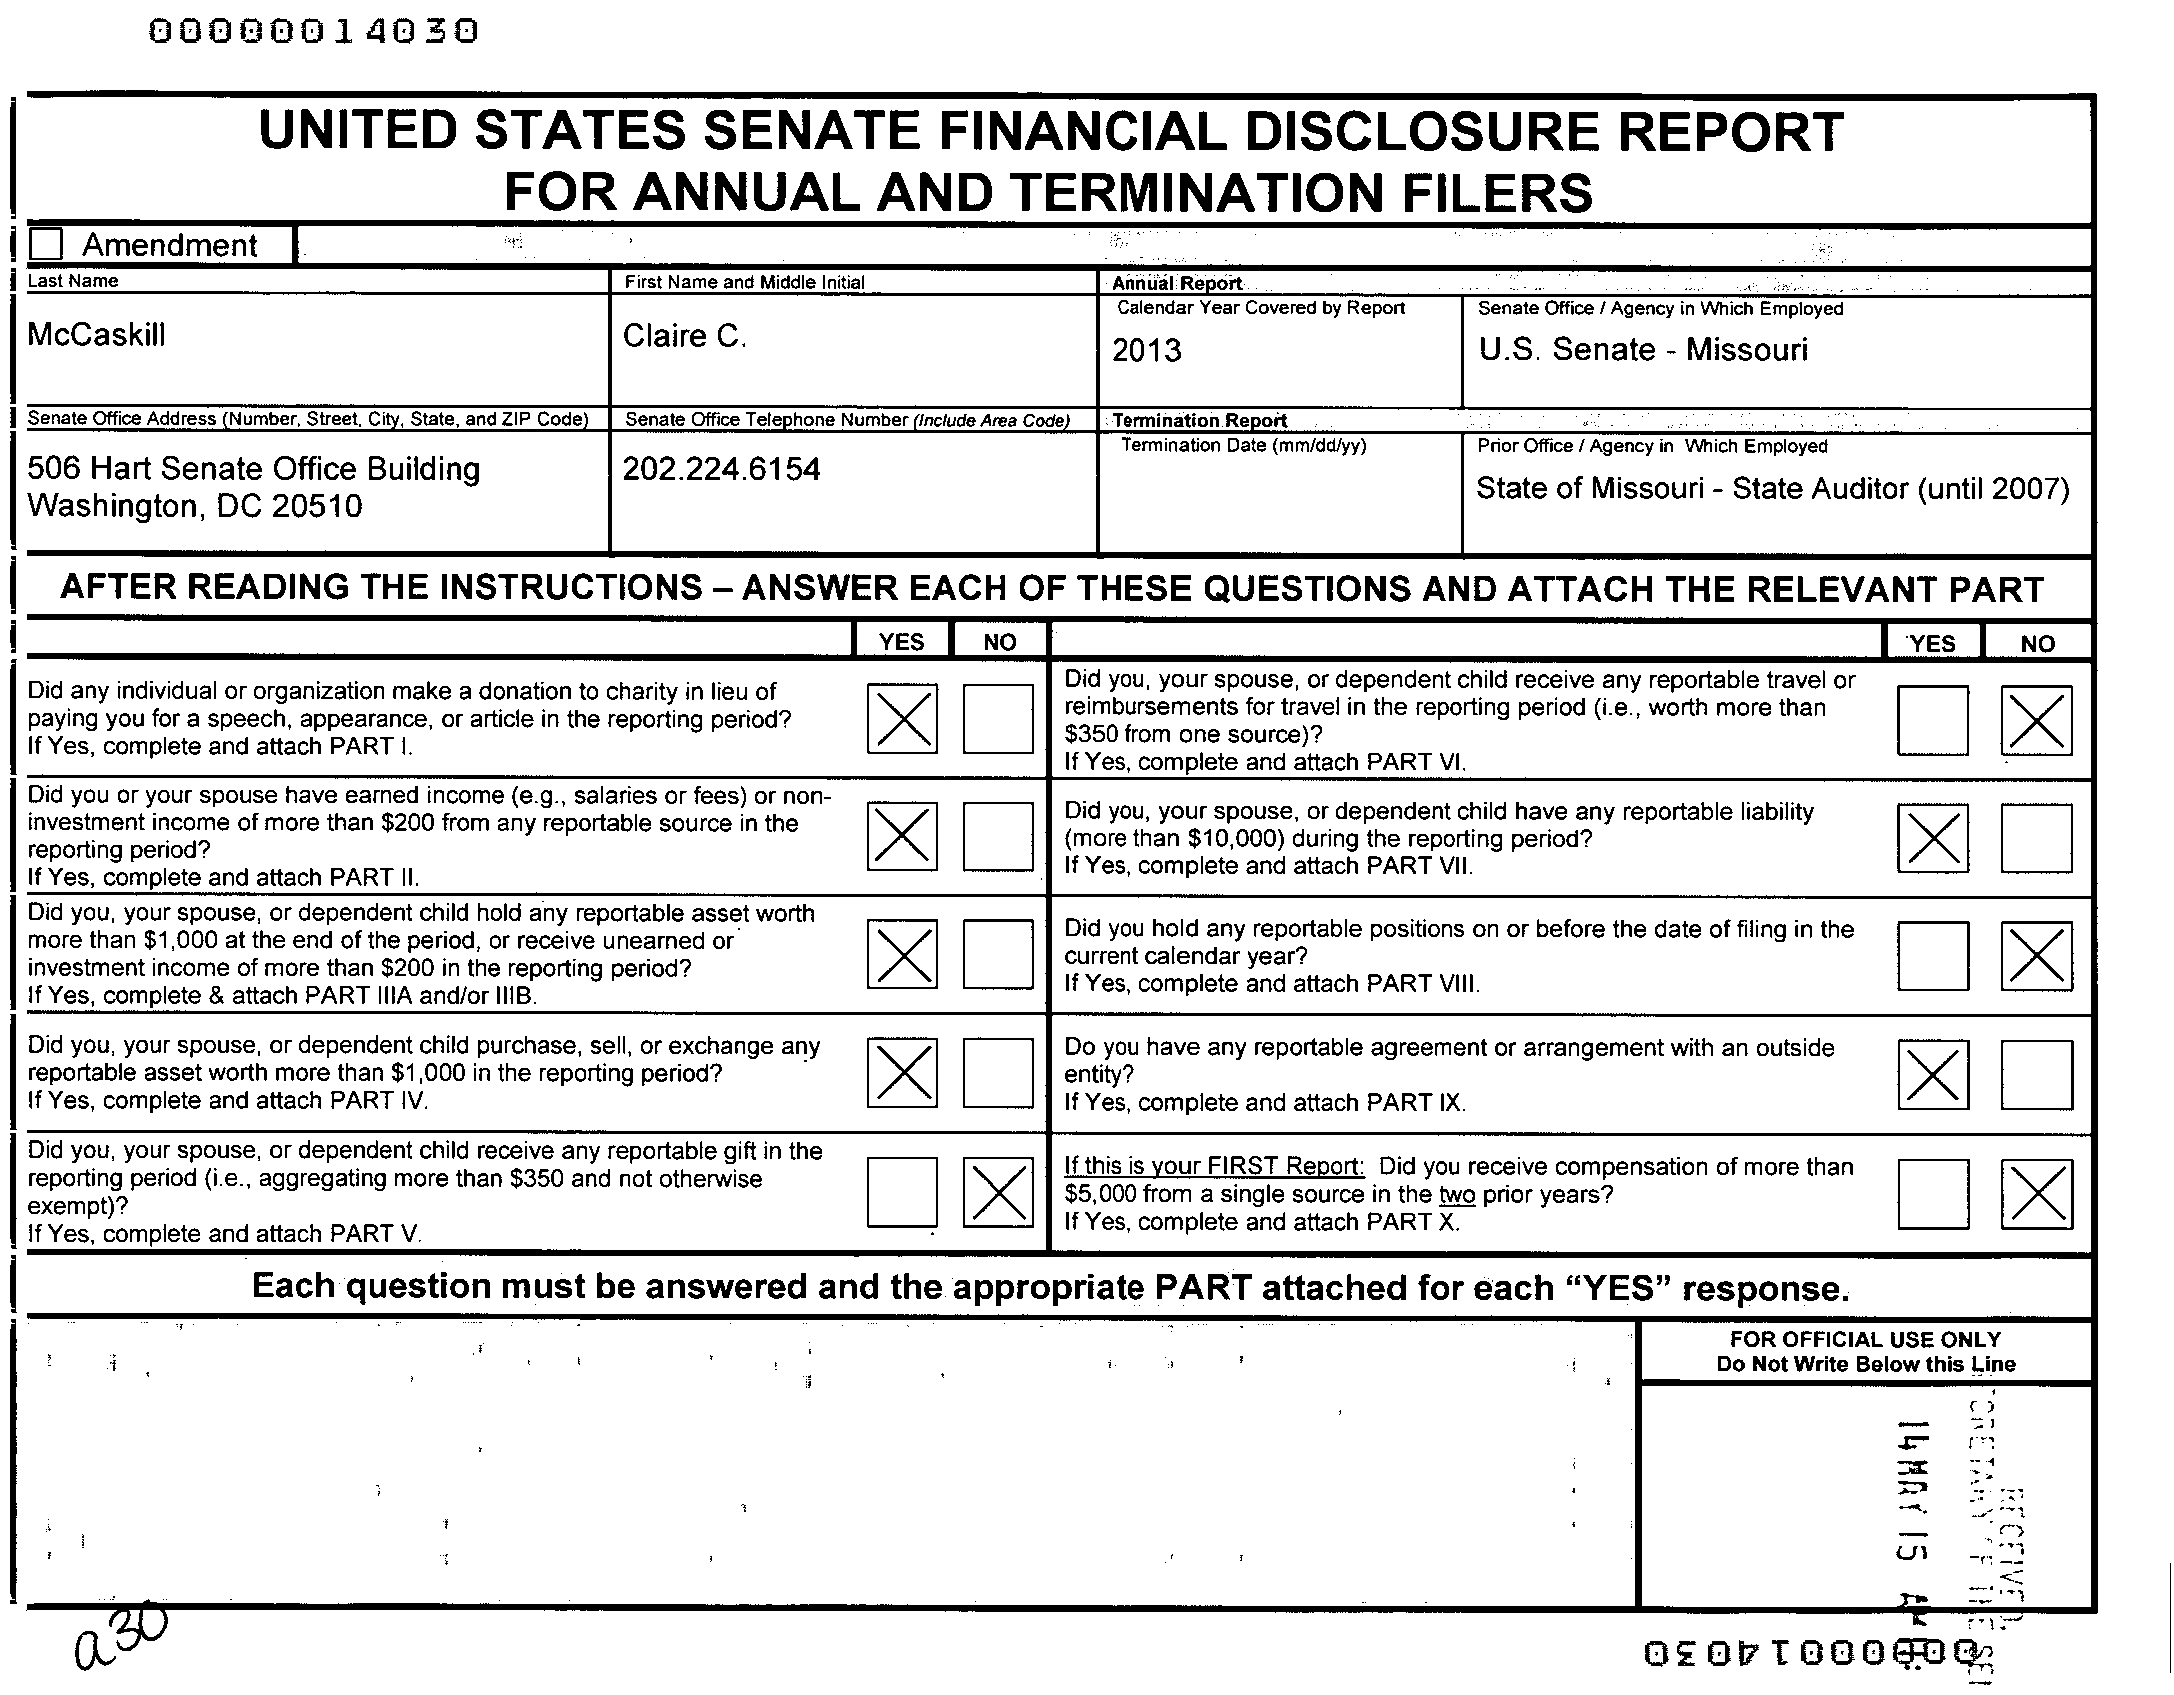 00000014030
UNITED STATES SENATE FINANCIAL DISCLOSURE REPORT
FOR ANNUAL AND TERMINATION FILERS
Amendment
Last Name
McCaskill
First Name and Middle Initial
Claire C.
Annual Report
Calendar Year Covered by Report
2013
Senate Office / Agency in Which Employed
U.S. Senate - Missouri
Senate Office Address (Number, Street, City, State, and ZIP Code)
506 Hart Senate Office Building
Washington, DC 20510
Senate Office Telephone Number (Include Area Code)
202.224.6154
Termination Report
Termination Date (mm/dd/yy)
Prior Office / Agency in Which Employed
State of Missouri - State Auditor (until 2007)
AFTER READING THE INSTRUCTIONS – ANSWER EACH OF THESE QUESTIONS AND ATTACH THE RELEVANT PART
YES NO
Did any individual or organization make a donation to charity in lieu of
paying you for a speech, appearance, or article in the reporting period?
If Yes, complete and attach PART I.
Did you or your spouse have earned income (e.g., salaries or fees) or non-
investment income of more than $200 from any reportable source in the
reporting period?
If Yes, complete and attach PART II.
Did you, your spouse, or dependent child hold any reportable asset worth
more than $1,000 at the end of the period, or receive unearned or
investment income of more than $200 in the reporting period?
If Yes, complete & attach PART IIIA and/or IIIB.
Did you, your spouse, or dependent child purchase, sell, or exchange any
reportable asset worth more than $1,000 in the reporting period?
If Yes, complete and attach PART IV.
Did you, your spouse, or dependent child receive any reportable gift in the
reporting period (i.e., aggregating more than $350 and not otherwise
exempt)?
If Yes, complete and attach PART V.
YES NO
Did you, your spouse, or dependent child receive any reportable travel or
reimbursements for travel in the reporting period (i.e., worth more than
$350 from one source)?
If Yes, complete and attach PART VI.
Did you, your spouse, or dependent child have any reportable liability
(more than $10,000) during the reporting period?
If Yes, complete and attach PART VII.
Did you hold any reportable positions on or before the date of filing in the
current calendar year?
If Yes, complete and attach PART VIII.
Do you have any reportable agreement or arrangement with an outside
entity?
If Yes, complete and attach PART IX.
If this is your FIRST Report: Did you receive compensation of more than
$5,000 from a single source in the two prior years?
If Yes, complete and attach PART X.
Each question must be answered and the appropriate PART attached for each “YES” response.
FOR OFFICIAL USE ONLY
Do Not Write Below this Line
14 MAY 15
a30
00000014030